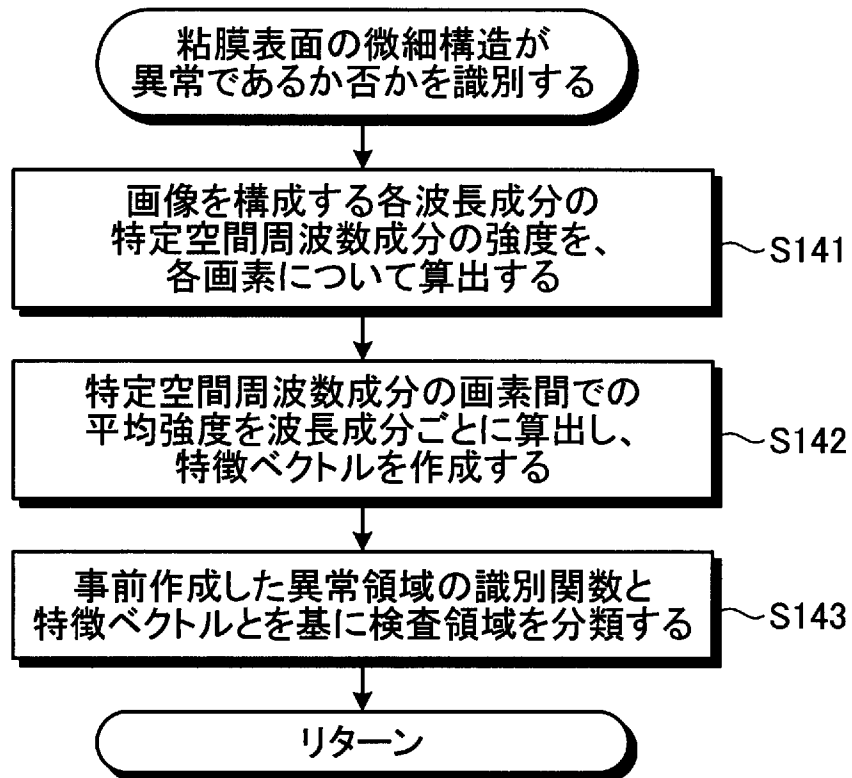 粘膜表面の微細構造が
異常であるか否かを識別する
画像を構成する各波長成分の
特定空間周波数成分の強度を、
各画素について算出する
S141
特定空間周波数成分の画素間での
平均強度を波長成分ごとに算出し、
特徴ベクトルを作成する
S142
事前作成した異常領域の識別関数と
特徴ベクトルとを基に検査領域を分類する
S143
リターン